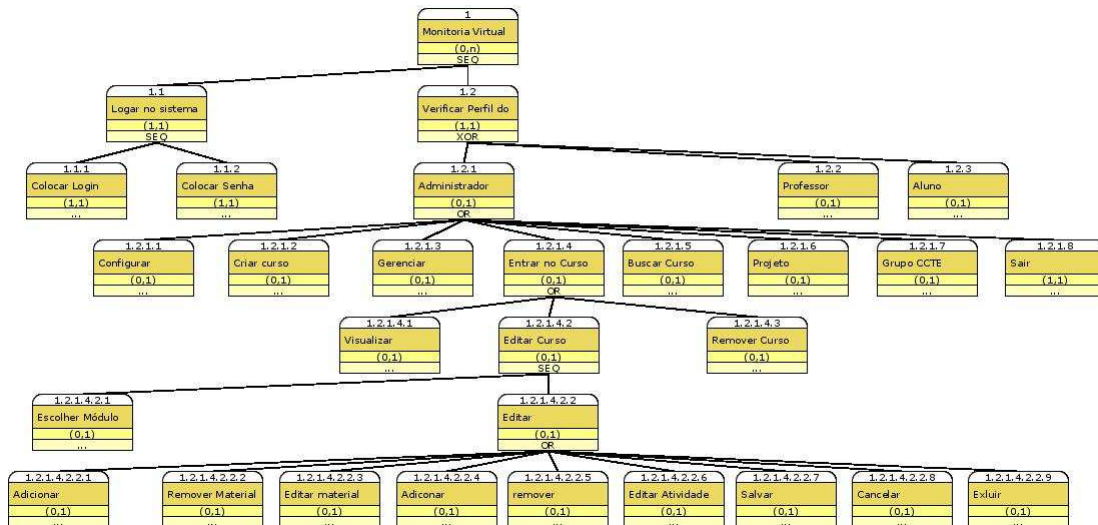 1
Monitoria Virtual
(0,n)
SEQ
1.1
Logar no sistema
(1,1)
SEQ
1.2
Verificar Perfil do
(1,1)
XOR
1.1.1
Colocar Login
(1,1)
...
1.1.2
Colocar Senha
(1,1)
...
1.2.1
Administrador
(0,1)
OR
1.2.2
Professor
(0,1)
...
1.2.3
Aluno
(0,1)
...
1.2.1.1
Configurar
(0,1)
...
1.2.1.2
Criar curso
(0,1)
...
1.2.1.3
Gerenciar
(0,1)
...
1.2.1.4
Entrar no Curso
(0,1)
OR
1.2.1.5
Buscar Curso
(0,1)
...
1.2.1.6
Projeto
(0,1)
...
1.2.1.7
Grupo CCTE
(0,1)
...
1.2.1.8
Sair
(1,1)
...
1.2.1.4.1
Visualizar
(0,1)
...
1.2.1.4.2
Editar Curso
(0,1)
SEQ
1.2.1.4.3
Remover Curso
(0,1)
...
1.2.1.4.2.1
Escolher Módulo
(0,1)
...
1.2.1.4.2.2
Editar
(0,1)
OR
1.2.1.4.2.2.1
Adicionar
(0,1)
...
1.2.1.4.2.2.2
Remover Material
(0,1)
...
1.2.1.4.2.2.3
Editar material
(0,1)
...
1.2.1.4.2.2.4
Adiconar
(0,1)
...
1.2.1.4.2.2.5
remover
(0,1)
...
1.2.1.4.2.2.6
Editar Atividade
(0,1)
...
1.2.1.4.2.2.7
Salvar
(0,1)
...
1.2.1.4.2.2.8
Cancelar
(0,1)
...
1.2.1.4.2.2.9
Exluir
(0,1)
...